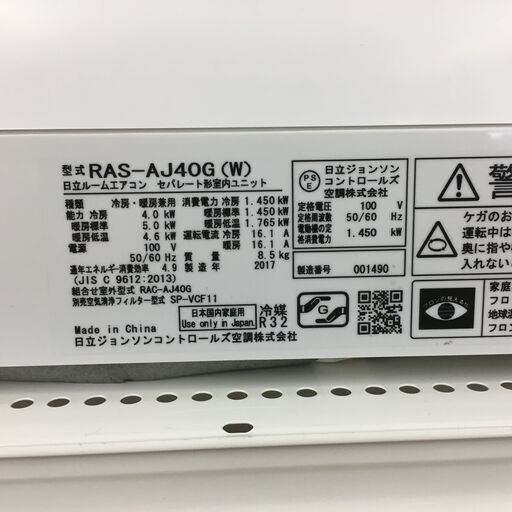 型式 RAS-AJ40G (W)
日立ルームエアコン セパレート形室内ユニット
種類 冷房・暖房兼用
能力 冷房 4.0 kW
暖房標準 5.0 kW
暖房低温 4.6 kW
電源 100 V
消費電力 冷房 1.450 kW
暖房標準 1.450 kW
暖房低温 1.765 kW
運転電流 冷房 16.1 A
暖房 16.1 A
質量 8.5 kg
通年エネルギー消費効率 4.9 製造年 2017
(JIS C 9612:2013)
組合せ室外型式 RAC-AJ40G
別売空気清浄フィルター型式 SP-VCF11
Made in China
日本国内家庭用
Use only in Japan
冷媒
R32
日立ジョンソンコントロールズ空調株式会社
PS
E
日立ジョンソン
コントロールズ
空調株式会社
定格電圧 100 V
定格周波数 50/60 Hz
電動機の定
格消費電力 1.450 kW
製造番号 001490
G
フロンの見える化
警
ケガのお
運転中は
奥に指や
入れない
家庭
フロ
地球